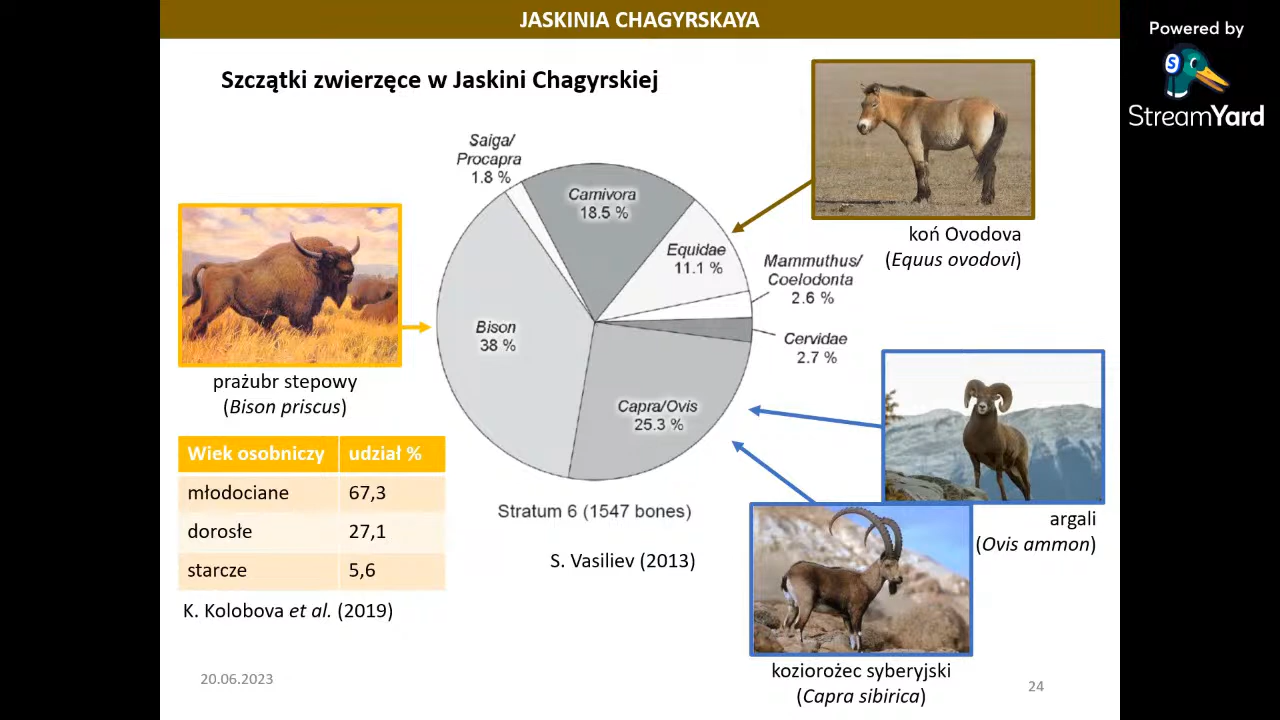 JASKINIA CHAGYRSKAYA
Powered by
StreamYard
Szczątki zwierzęce w Jaskini Chagyrskiej
Saiga/
Procapra
1.8 %
Carnivora
18.5 %
Equidae
11.1 %
Mammuthus/
Coelodonta
2.6 %
Cervidae
2.7 %
Capra/Ovis
25.3 %
Bison
38 %
Stratum 6 (1547 bones)
S. Vasiliev (2013)
koń Ovodova
(Equus ovodovi)
prażubr stepowy
(Bison priscus)
Wiek osobniczy udział %
młodociane 67,3
dorosłe 27,1
starcze 5,6
K. Kolobova et al. (2019)
argali
(Ovis ammon)
koziorożec syberyjski
(Capra sibirica)
20.06.2023
24